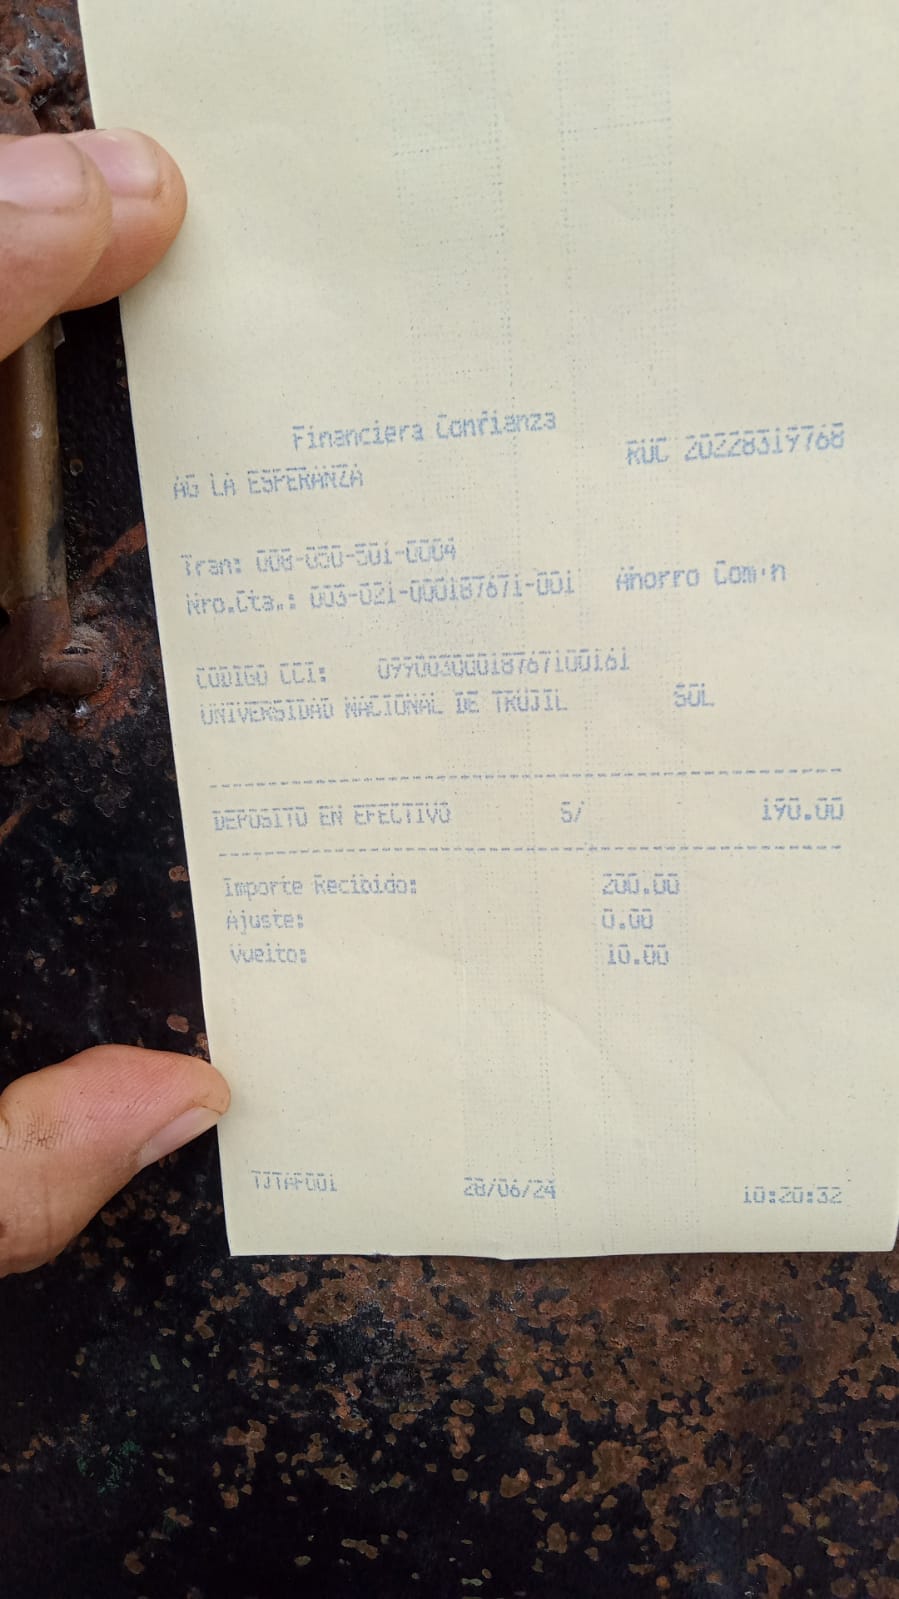 Financiera Confianza
RUC 20228319768
AG LA ESPERANZA
Tran: 008-050-501-0004
Nro.Cta.: 003-021-000187671-001 Ahorro Com·n
CODIGO CCI: 09900300018767100161
UNIVERSIDAD NACIONAL DE TRUJIL SOL
DEPOSITO EN EFECTIVO S/ 190.00
Importe Recibido: 200.00
Ajuste: 0.00
Vuelto: 10.00
TJTAP001 28/06/24 10:20:32